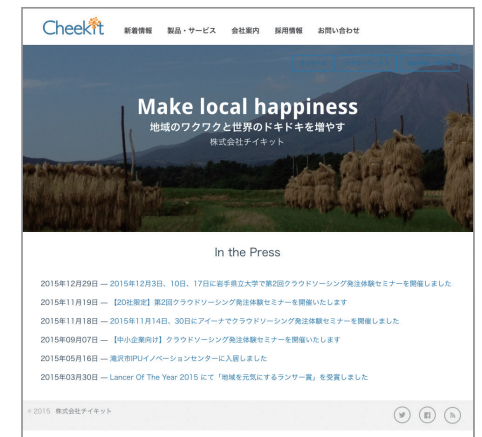 Cheekit
新着情報 製品・サービス 会社案内 採用情報 お問い合わせ
Make local happiness
地域のワクワクと世界のドキドキを増やす
株式会社チイキット
In the Press
2015年12月29日 — 2015年12月3日、10日、17日に岩手県立大学で第2回クラウドソーシング発注体験セミナーを開催しました
2015年11月19日 — 【20社限定】第2回クラウドソーシング発注体験セミナーを開催いたします
2015年11月18日 — 2015年11月14日、30日にアイーナでクラウドソーシング発注体験セミナーを開催しました
2015年09月07日 — 【中小企業向け】クラウドソーシング発注体験セミナーを開催いたします
2015年05月16日 — 滝沢市IPUイノベーションセンターに入居しました
2015年03月30日 — Lancer Of The Year 2015 にて「地域を元気にするランサー賞」を受賞しました
© 2015 株式会社チイキット